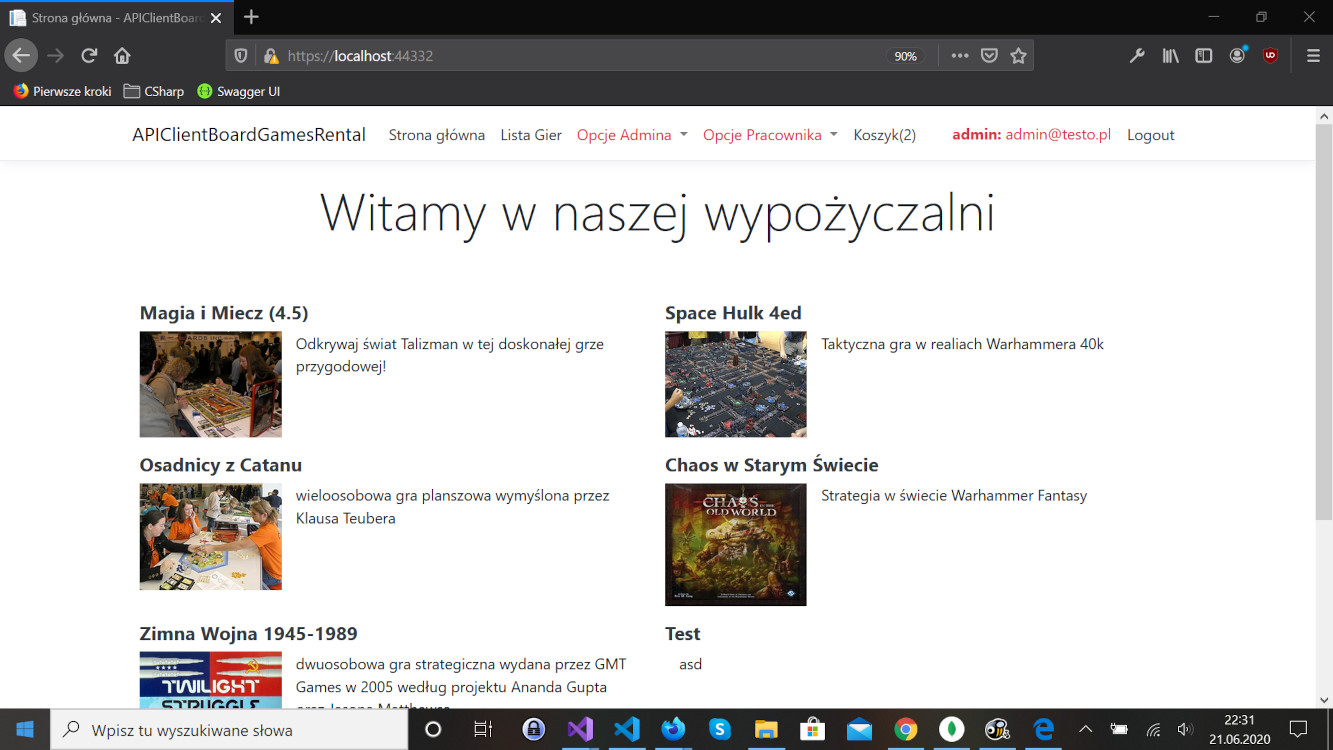 Strona główna - APIClientBoar
https://localhost:44332
90%
Pierwsze kroki
CSharp
Swagger UI
APIClientBoardGamesRental
Strona główna
Lista Gier
Opcje Admina
Opcje Pracownika
Koszyk(2)
admin: admin@testo.pl
Logout
Witamy w naszej wypożyczalni
Magia i Miecz (4.5)
Odkrywaj świat Talizman w tej doskonałej grze
przygodowej!
Space Hulk 4ed
Taktyczna gra w realiach Warhammera 40k
Osadnicy z Catanu
wieloosobowa gra planszowa wymyślona przez
Klausa Teubera
Chaos w Starym Świecie
CHAOS
IN THE
OLD WORLD
Strategia w świecie Warhammer Fantasy
Zimna Wojna 1945-1989
TWILIGHT
STRUGGLE
dwuosobowa gra strategiczna wydana przez GMT
Games w 2005 według projektu Ananda Gupta
oraz Jasona Matthewsa
Test
asd
Wpisz tu wyszukiwane słowa
22:31
21.06.2020